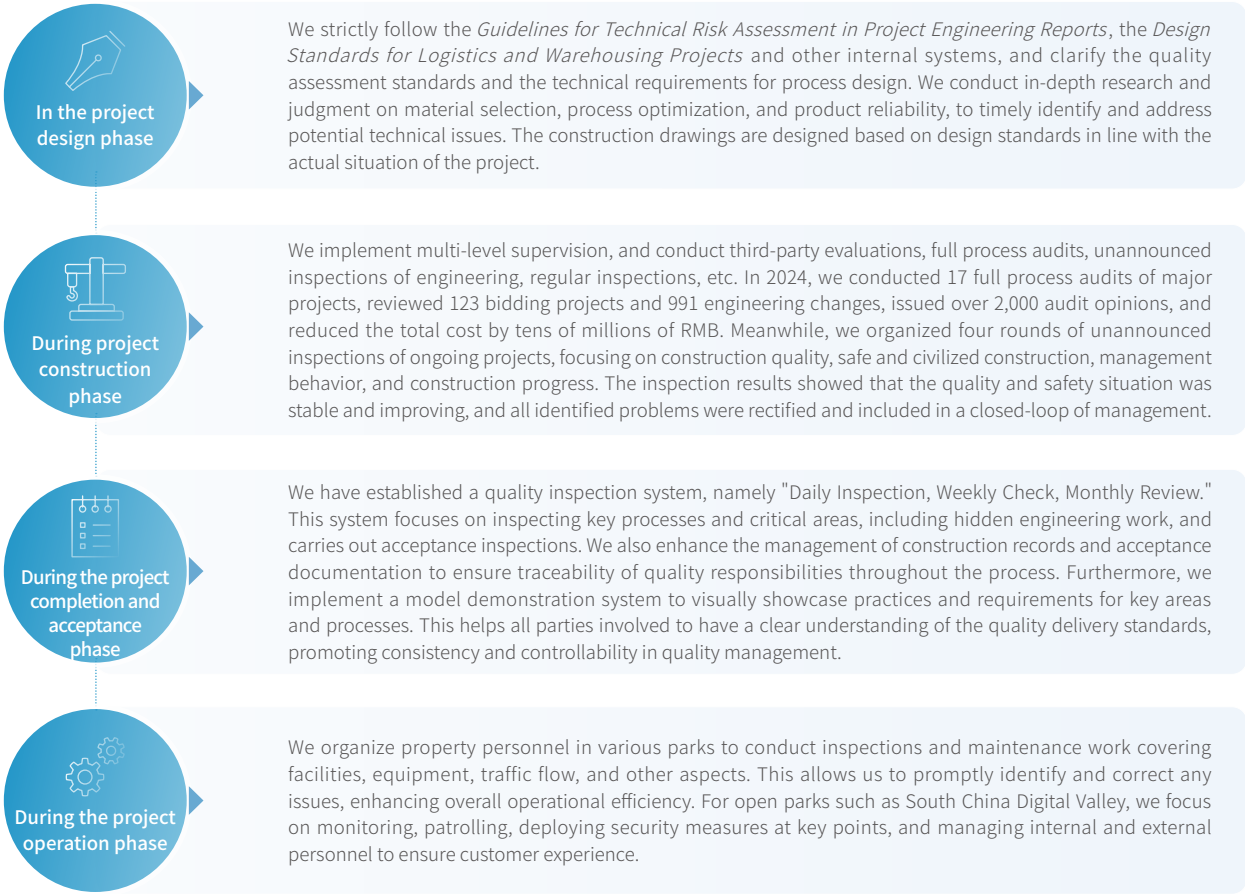 In the project
design phase
We strictly follow the Guidelines for Technical Risk Assessment in Project Engineering Reports, the Design
Standards for Logistics and Warehousing Projects and other internal systems, and clarify the quality
assessment standards and the technical requirements for process design. We conduct in-depth research and
judgment on material selection, process optimization, and product reliability, to timely identify and address
potential technical issues. The construction drawings are designed based on design standards in line with the
actual situation of the project.
During project
construction
phase
We implement multi-level supervision, and conduct third-party evaluations, full process audits, unannounced
inspections of engineering, regular inspections, etc. In 2024, we conducted 17 full process audits of major
projects, reviewed 123 bidding projects and 991 engineering changes, issued over 2,000 audit opinions, and
reduced the total cost by tens of millions of RMB. Meanwhile, we organized four rounds of unannounced
inspections of ongoing projects, focusing on construction quality, safe and civilized construction, management
behavior, and construction progress. The inspection results showed that the quality and safety situation was
stable and improving, and all identified problems were rectified and included in a closed-loop of management.
During the project
completion and
acceptance
phase
We have established a quality inspection system, namely "Daily Inspection, Weekly Check, Monthly Review."
This system focuses on inspecting key processes and critical areas, including hidden engineering work, and
carries out acceptance inspections. We also enhance the management of construction records and acceptance
documentation to ensure traceability of quality responsibilities throughout the process. Furthermore, we
implement a model demonstration system to visually showcase practices and requirements for key areas
and processes. This helps all parties involved to have a clear understanding of the quality delivery standards,
promoting consistency and controllability in quality management.
During the project
operation phase
We organize property personnel in various parks to conduct inspections and maintenance work covering
facilities, equipment, traffic flow, and other aspects. This allows us to promptly identify and correct any
issues, enhancing overall operational efficiency. For open parks such as South China Digital Valley, we focus
on monitoring, patrolling, deploying security measures at key points, and managing internal and external
personnel to ensure customer experience.